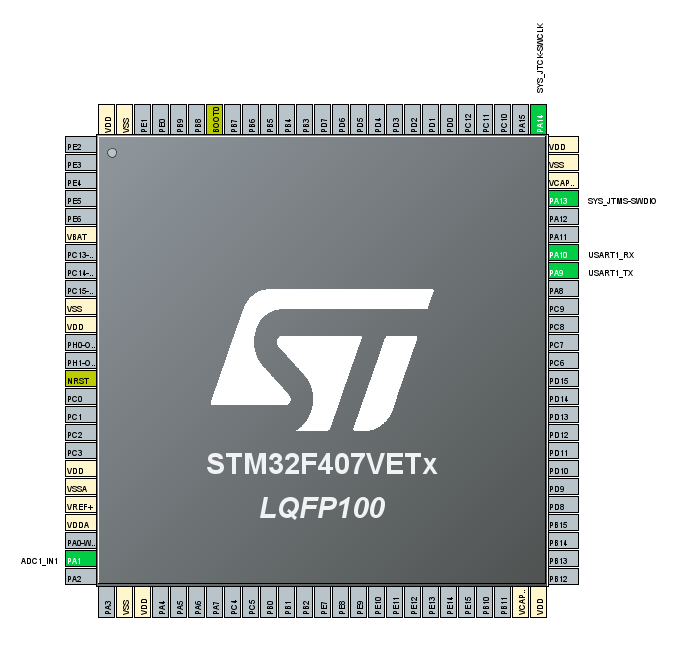 SYS_JTCK-SWCLK
VDD
VSS
PE1
PE0
PB9
PB8
BOOT0
PB7
PB6
PB5
PB4
PB3
PD7
PD6
PD5
PD4
PD3
PD2
PD1
PD0
PC12
PC11
PC10
PA15
PA14
PE2
PE3
PE4
PE5
PE6
VBAT
PC13-..
PC14-..
PC15-..
VSS
VDD
PH0-O..
PH1-O..
NRST
PC0
PC1
PC2
PC3
VDD
VSSA
VREF+
VDDA
PA0-W..
ADC1_IN1 PA1
PA2
VDD
VSS
VCAP..
PA13 SYS_JTMS-SWDIO
PA12
PA11
PA10 USART1_RX
PA9 USART1_TX
PA8
PC9
PC8
PC7
PC6
PD15
PD14
PD13
PD12
PD11
PD10
PD9
PD8
PB15
PB14
PB13
PB12
ST
STM32F407VETx
LQFP100
PA3
VSS
VDD
PA4
PA5
PA6
PA7
PC4
PC5
PB0
PB1
PB2
PE7
PE8
PE9
PE10
PE11
PE12
PE13
PE14
PE15
PB10
PB11
VCAP..
VDD